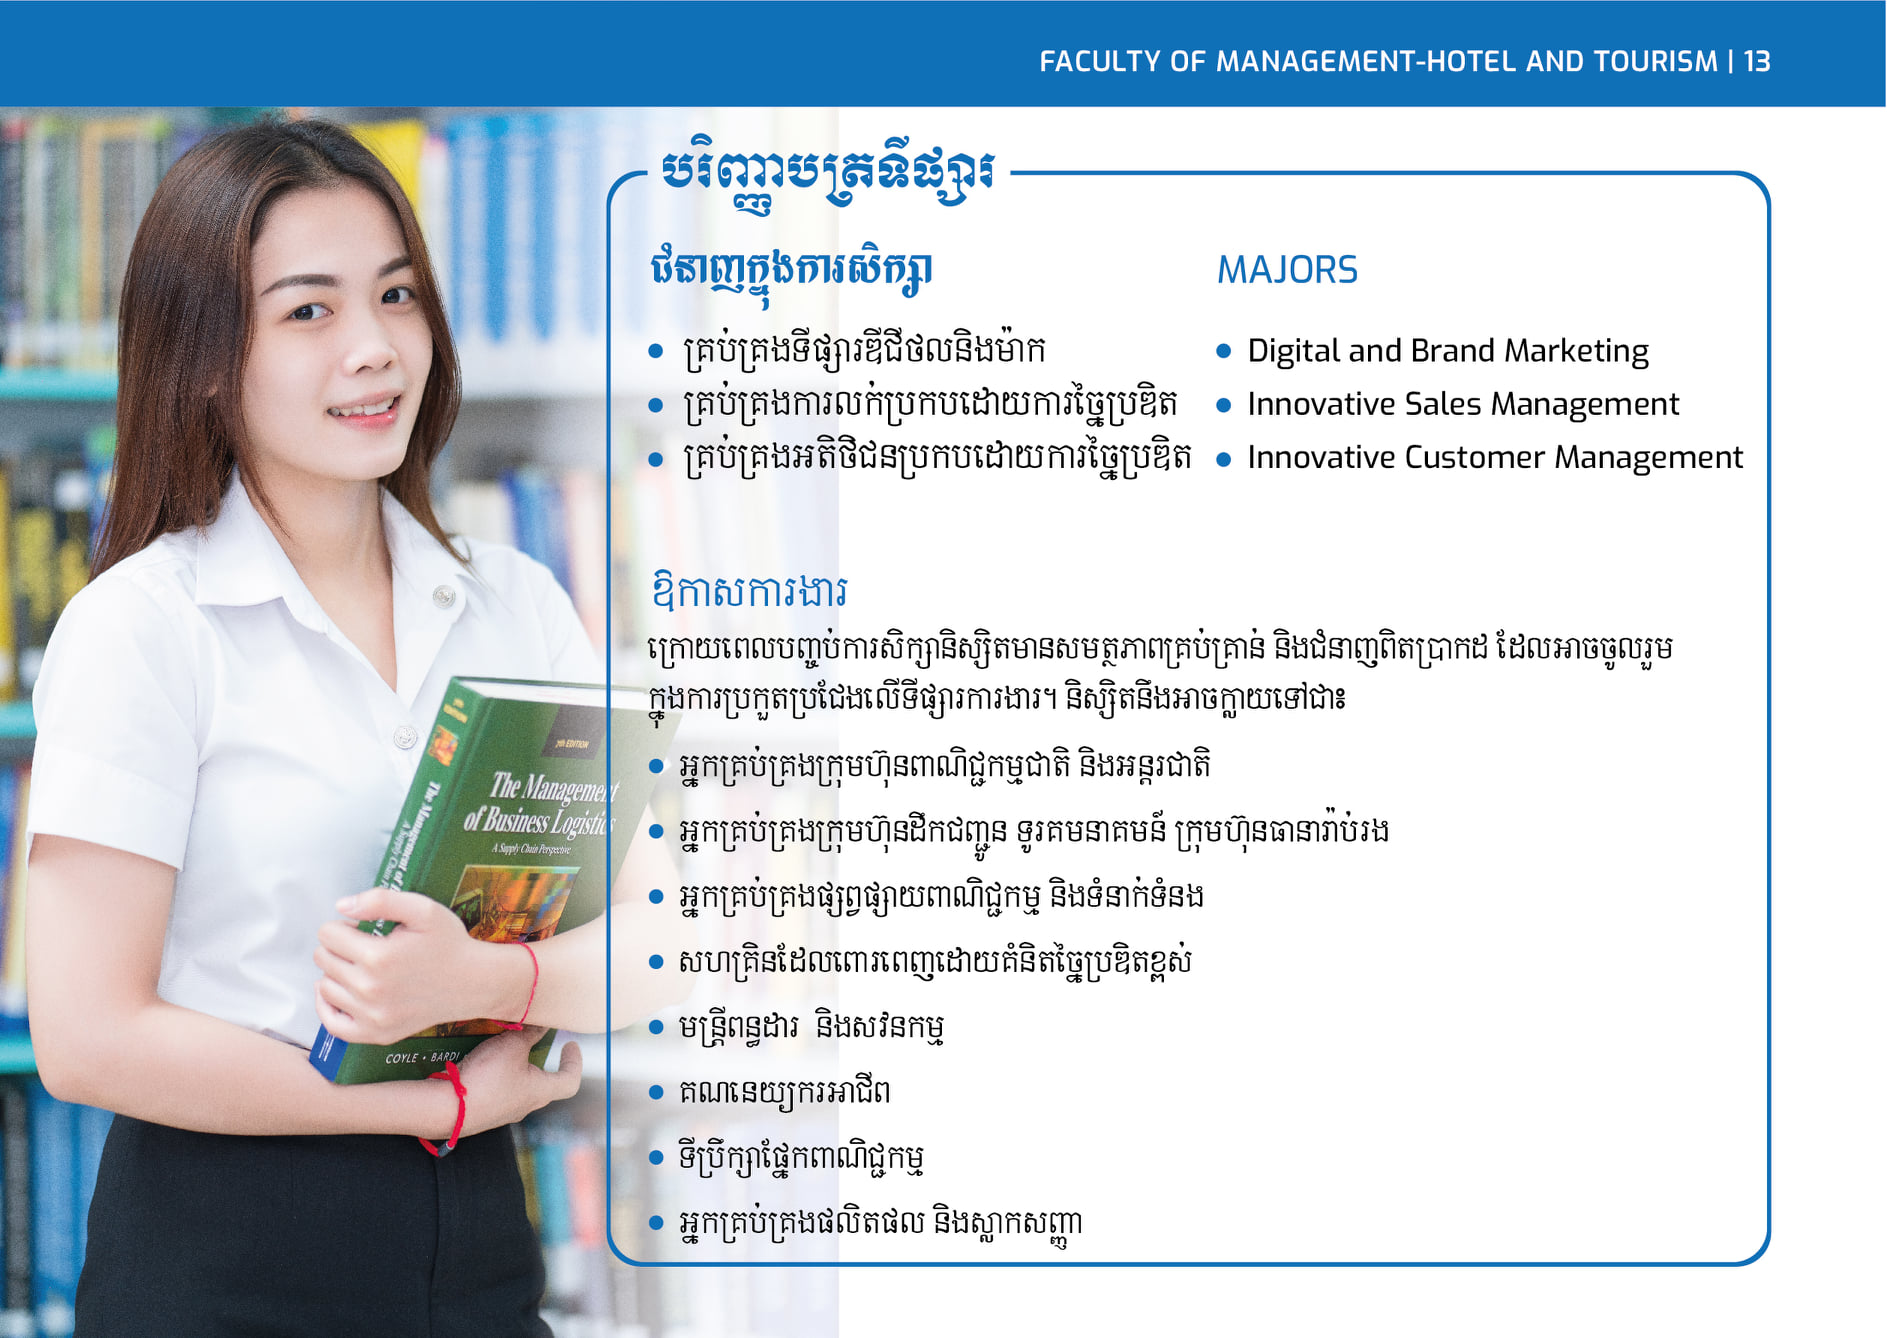 FACULTY OF MANAGEMENT-HOTEL AND TOURISM | 13
បរិញ្ញាបត្រទីផ្សារ
ជំនាញក្នុងការសិក្សា
• គ្រប់គ្រងទីផ្សារឌីជីថលនិងម៉ាក
• គ្រប់គ្រងការលក់ប្រកបដោយការច្នៃប្រឌិត
• គ្រប់គ្រងអតិថិជនប្រកបដោយការច្នៃប្រឌិត
MAJORS
• Digital and Brand Marketing
• Innovative Sales Management
• Innovative Customer Management
ឱកាសការងារ
ក្រោយពេលបញ្ចប់ការសិក្សានិស្សិតមានសមត្ថភាពគ្រប់គ្រាន់ និងជំនាញពិតប្រាកដ ដែលអាចចូលរួម
ក្នុងការប្រកួតប្រជែងលើទីផ្សារការងារ។ និស្សិតនឹងអាចក្លាយទៅជា៖
• អ្នកគ្រប់គ្រងក្រុមហ៊ុនពាណិជ្ជកម្មជាតិ និងអន្តរជាតិ
• អ្នកគ្រប់គ្រងក្រុមហ៊ុនដឹកជញ្ជូន ទូរគមនាគមន៍ ក្រុមហ៊ុនធានារ៉ាប់រង
• អ្នកគ្រប់គ្រងផ្សព្វផ្សាយពាណិជ្ជកម្ម និងទំនាក់ទំនង
• សហគ្រិនដែលពោរពេញដោយគំនិតច្នៃប្រឌិតខ្ពស់
• មន្ត្រីពន្ធដារ និងសវនកម្ម
• គណនេយ្យករអាជីព
• ទីប្រឹក្សាផ្នែកពាណិជ្ជកម្ម
• អ្នកគ្រប់គ្រងផលិតផល និងស្លាកសញ្ញា
7th EDITION
The Management
of Business Logistics
A Supply Chain Perspective
COYLE • BARDI